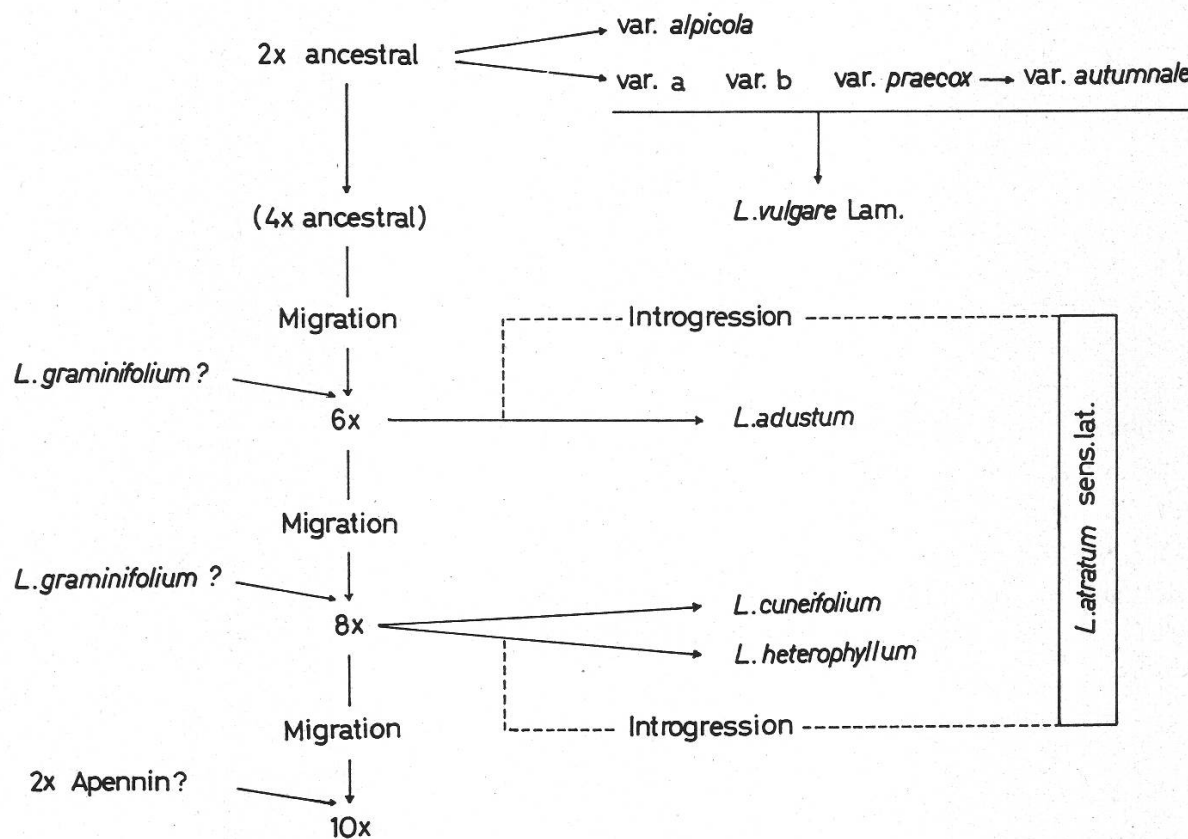 var. alpicola
2x ancestral
var. a var. b var. praecox var. autumnale
(4x ancestral)
L.vulgare Lam.
Migration
Introgression
L.graminifolium ?
6x
L.adustum
L.atratum sens.lat.
Migration
L.graminifolium ?
8x
L.cuneifolium
L.heterophyllum
Migration
Introgression
2x Apennin?
10x